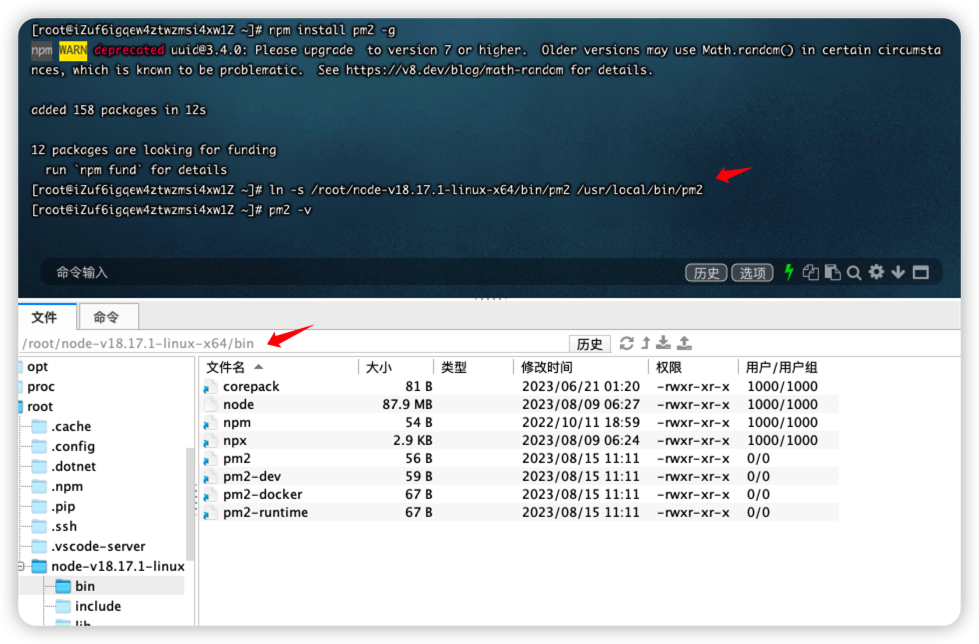 [root@iZuf6igqew4ztwzmsi4xw1Z ~]# npm install pm2 -g
npm WARN deprecated uuid@3.4.0: Please upgrade  to version 7 or higher.  Older versions may use Math.random() in certain circumsta
nces, which is known to be problematic.  See https://v8.dev/blog/math-random for details.
added 158 packages in 12s
12 packages are looking for funding
run `npm fund` for details
[root@iZuf6igqew4ztwzmsi4xw1Z ~]# ln -s /root/node-v18.17.1-linux-x64/bin/pm2 /usr/local/bin/pm2
[root@iZuf6igqew4ztwzmsi4xw1Z ~]# pm2 -v
命令输入 历史 选项
文件 命令
/root/node-v18.17.1-linux-x64/bin 历史
opt 文件名 大小 类型 修改时间 权限 用户/用户组
proc corepack 81 B 2023/06/21 01:20 -rwxr-xr-x 1000/1000
root node 87.9 MB 2023/08/09 06:27 -rwxr-xr-x 1000/1000
.cache npm 54 B 2022/10/11 18:59 -rwxr-xr-x 1000/1000
.config npx 2.9 KB 2023/08/09 06:24 -rwxr-xr-x 1000/1000
.dotnet pm2 56 B 2023/08/15 11:11 -rwxr-xr-x 0/0
.npm pm2-dev 59 B 2023/08/15 11:11 -rwxr-xr-x 0/0
.pip pm2-docker 67 B 2023/08/15 11:11 -rwxr-xr-x 0/0
.ssh pm2-runtime 67 B 2023/08/15 11:11 -rwxr-xr-x 0/0
.vscode-server
node-v18.17.1-linux
bin
include
lib